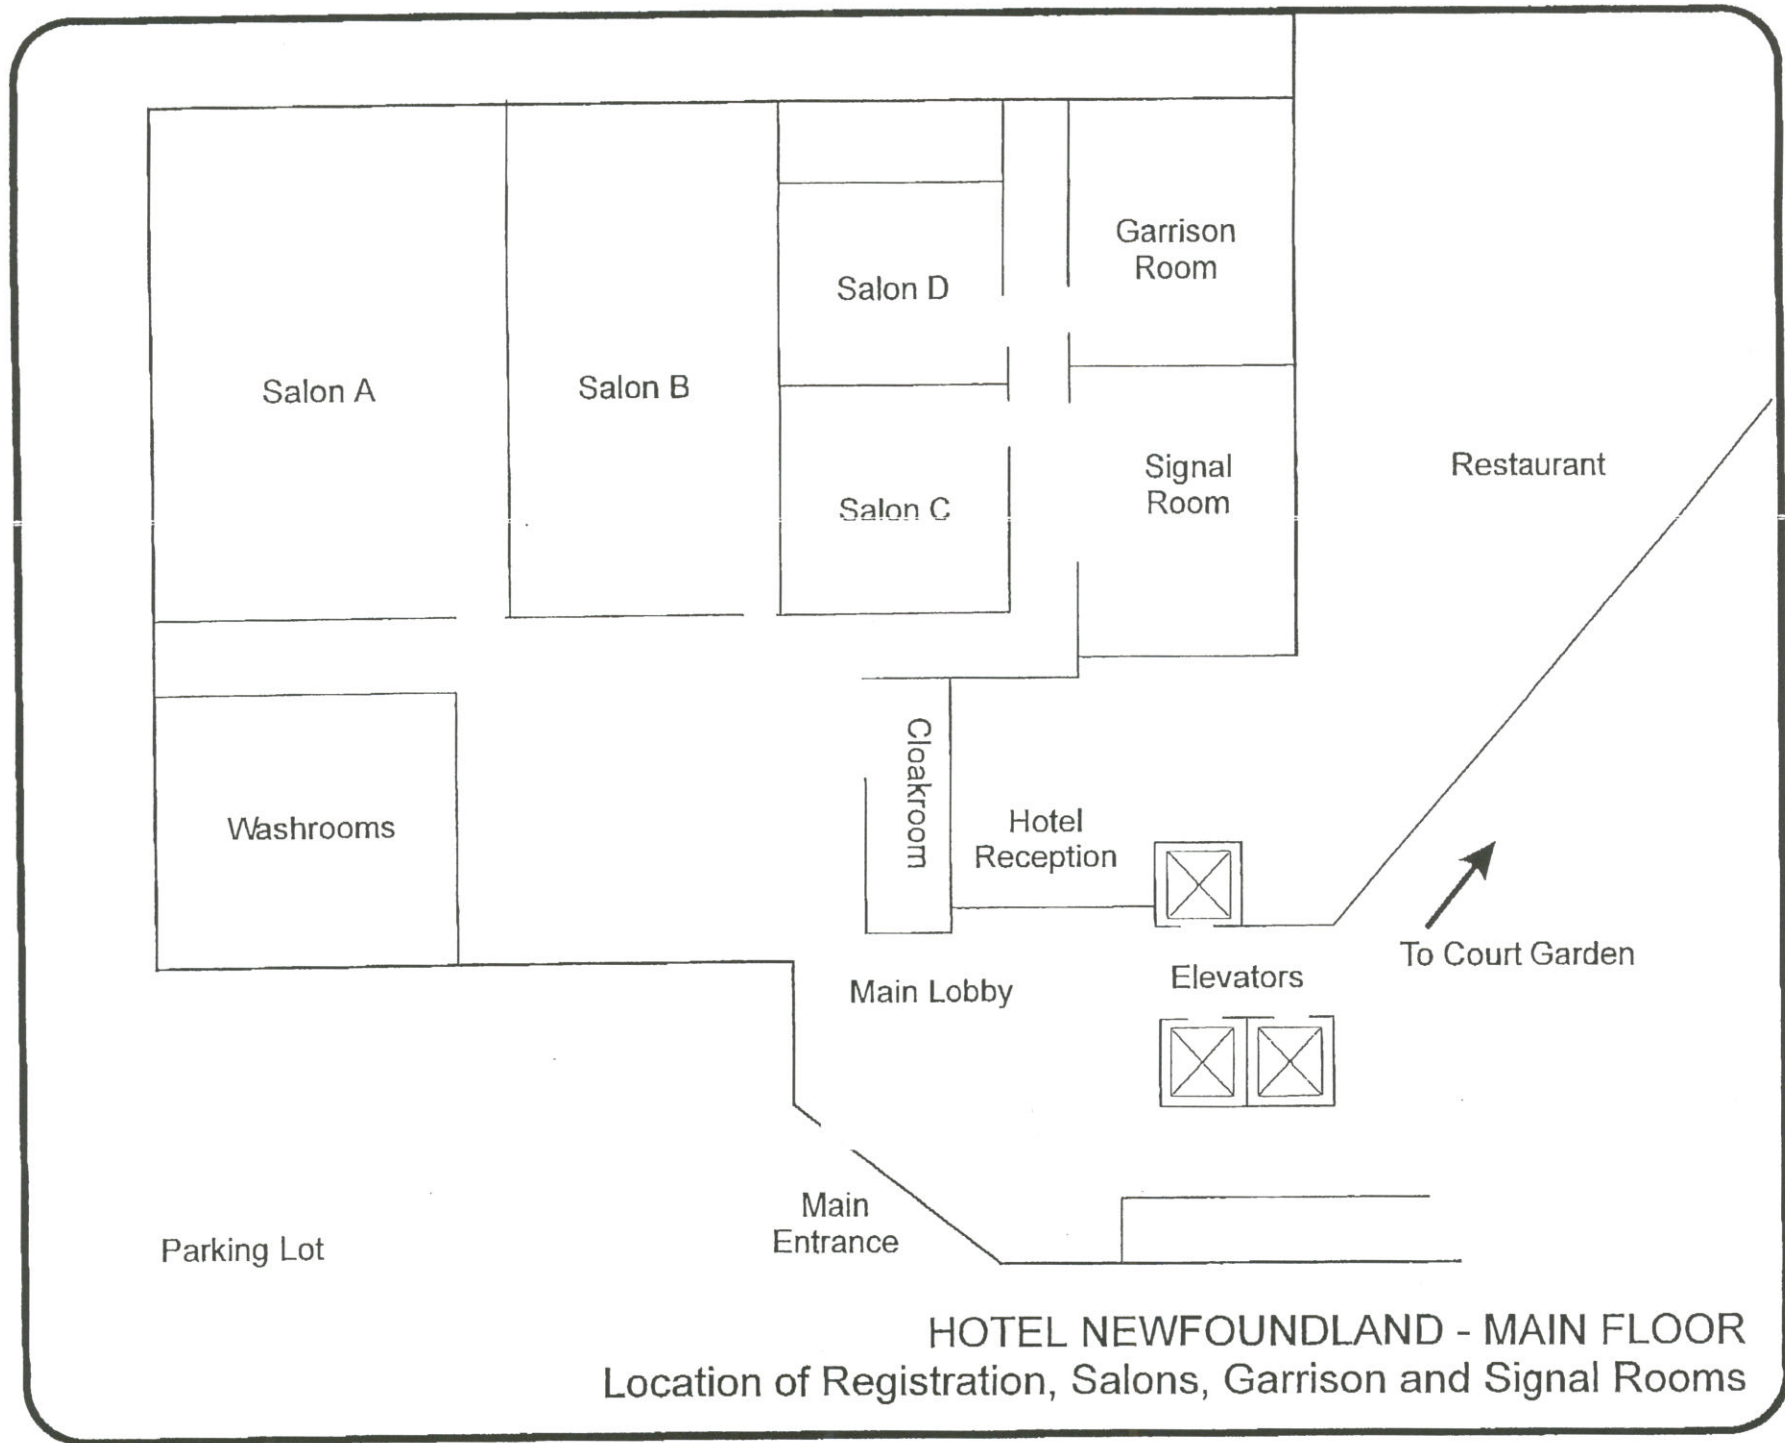 Garrison
Room
Salon D
Salon A
Salon B
Signal
Room
Restaurant
Salon C
Cloakroom
Washrooms
Hotel
Reception
To Court Garden
Main Lobby
Elevators
Main
Entrance
Parking Lot
HOTEL NEWFOUNDLAND - MAIN FLOOR
Location of Registration, Salons, Garrison and Signal Rooms